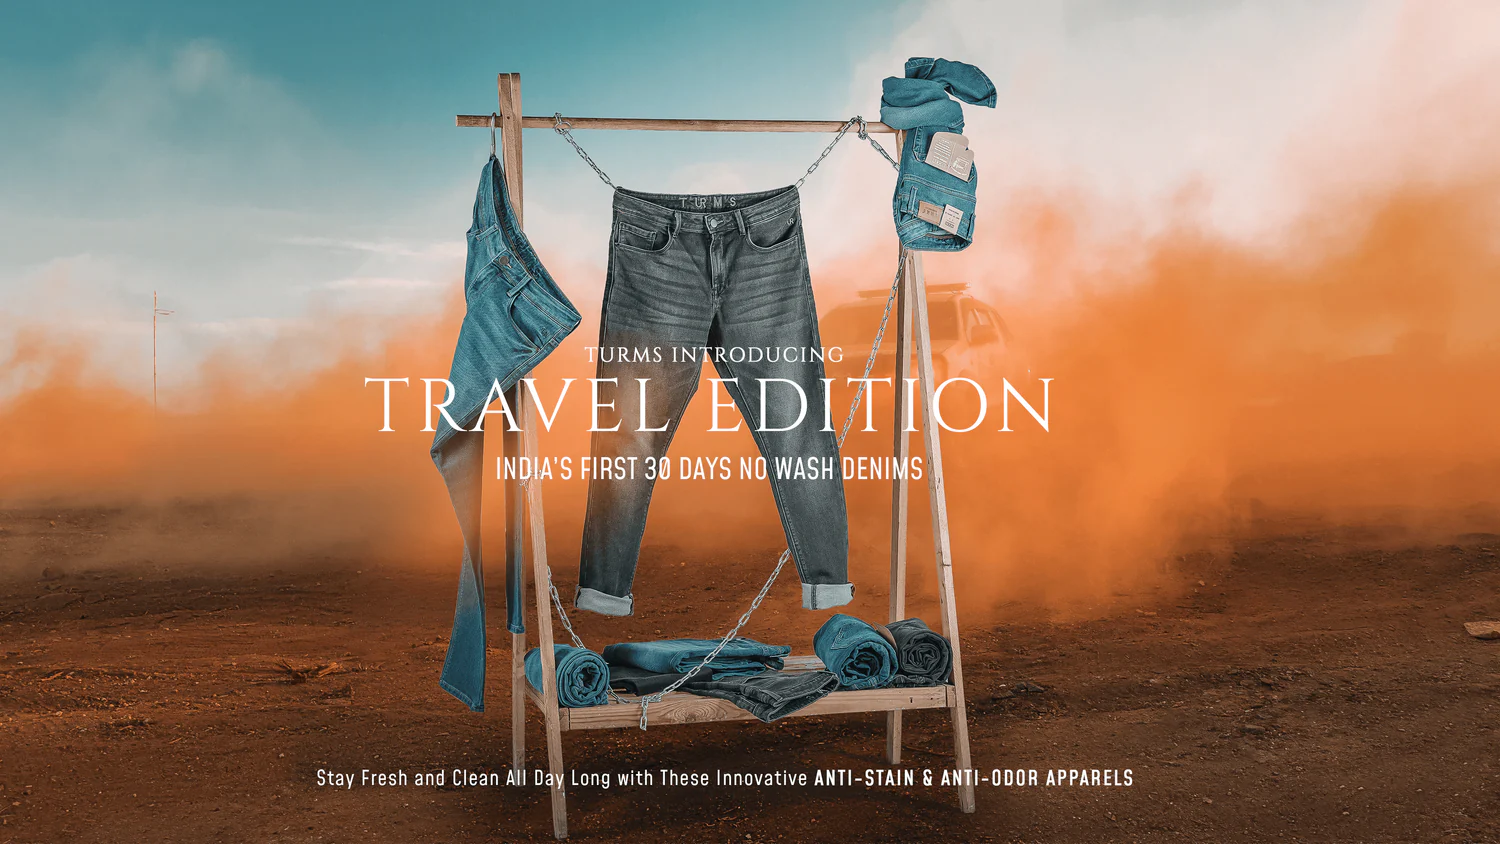 TURMS
TURMS INTRODUCING
TRAVEL EDITION
INDIA'S FIRST 30 DAYS NO WASH DENIMS
Stay Fresh and Clean All Day Long with These Innovative ANTI-STAIN & ANTI-ODOR APPARELS